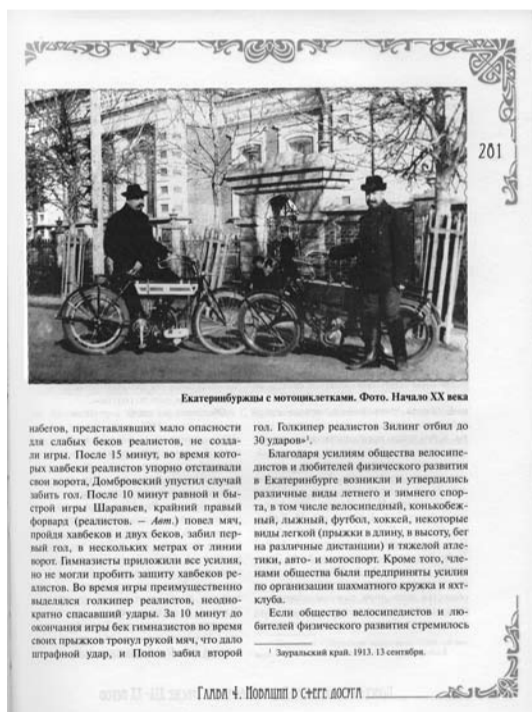 281
Екатеринбуржцы с мотоциклетками. Фото. Начало XX века
набегов, представлявших мало опасности
для слабых беков реалистов, не созда-
ли игры. После 15 минут, во время кото-
рых хавбеки реалистов упорно отстаивали
свои ворота, Домбровский упустил случай
забить гол. После 10 минут равной и бы-
строй игры Шаравьев, крайний правый
форвард (реалистов. – Авт.) повел мяч,
пройдя хавбеков и двух беков, забил пер-
вый гол, в нескольких метрах от линии
ворот. Гимназисты приложили все усилия,
но не могли пробить защиту хавбеков ре-
алистов. Во время игры преимущественно
выделялся голкипер реалистов, неодно-
кратно спасавший удары. За 10 минут до
окончания игры бек гимназистов во время
своих прыжков тронул рукой мяч, что дало
штрафной удар, и Попов забил второй
гол. Голкипер реалистов Зилинг отбил до
30 ударов»¹.
Благодаря усилиям общества велосипе-
дистов и любителей физического развития
в Екатеринбурге возникли и утвердились
различные виды летнего и зимнего спор-
та, в том числе велосипедный, конькобеж-
ный, лыжный, футбол, хоккей, некоторые
виды легкой (прыжки в длину, в высоту, бег
на различные дистанции) и тяжелой атле-
тики, авто- и мотоспорт. Кроме того, чле-
нами общества были предприняты усилия
по организации шахматного кружка и яхт-
клуба.
Если общество велосипедистов и лю-
бителей физического развития стремилось
¹ Зауральский край. 1913. 13 сентября.
Глава 4. Новации в сфере досуга